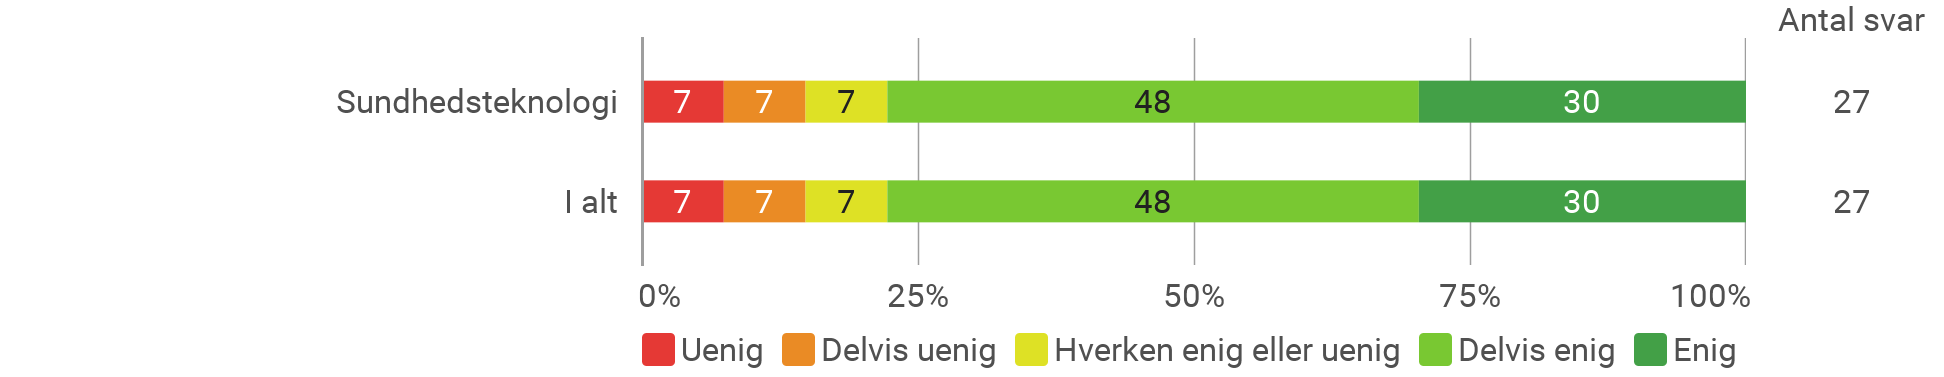 Antal svar
Sundhedsteknologi 7 7 7 48 30 27
I alt 7 7 7 48 30 27
0% 25% 50% 75% 100%
Uenig Delvis uenig Hverken enig eller uenig Delvis enig Enig